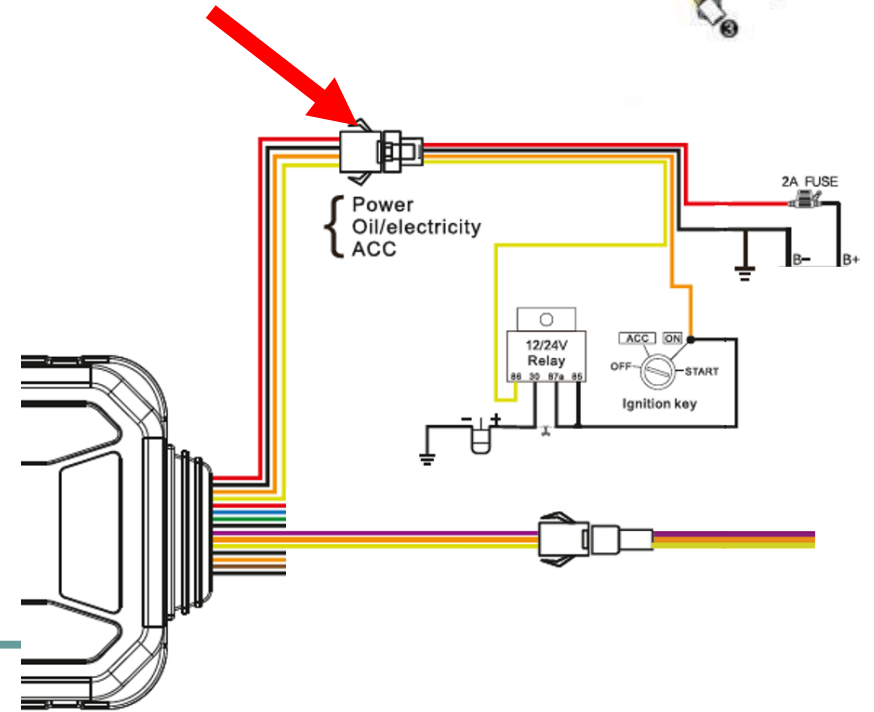 3
2A FUSE
{ Power
Oil/electricity
ACC
B- B+
12/24V
Relay
86 30 87a 85
ACC ON
OFF START
Ignition key
- +